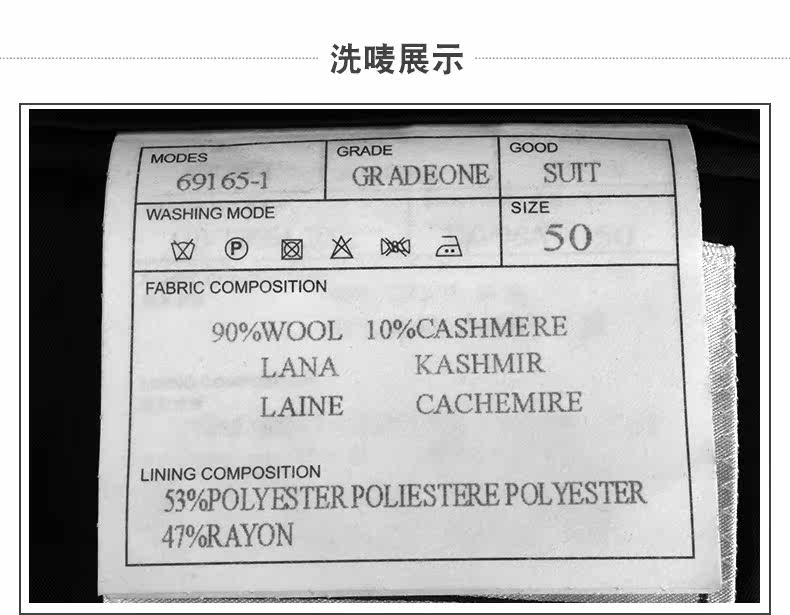 洗唛展示
MODES
69165-1
GRADE
GRADEONE
GOOD
SUIT
WASHING MODE
P
SIZE
50
FABRIC COMPOSITION
90%WOOL 10%CASHMERE
LANA KASHMIR
LAINE CACHEMIRE
LINING COMPOSITION
53%POLYESTER POLIESTERE POLYESTER
47%RAYON